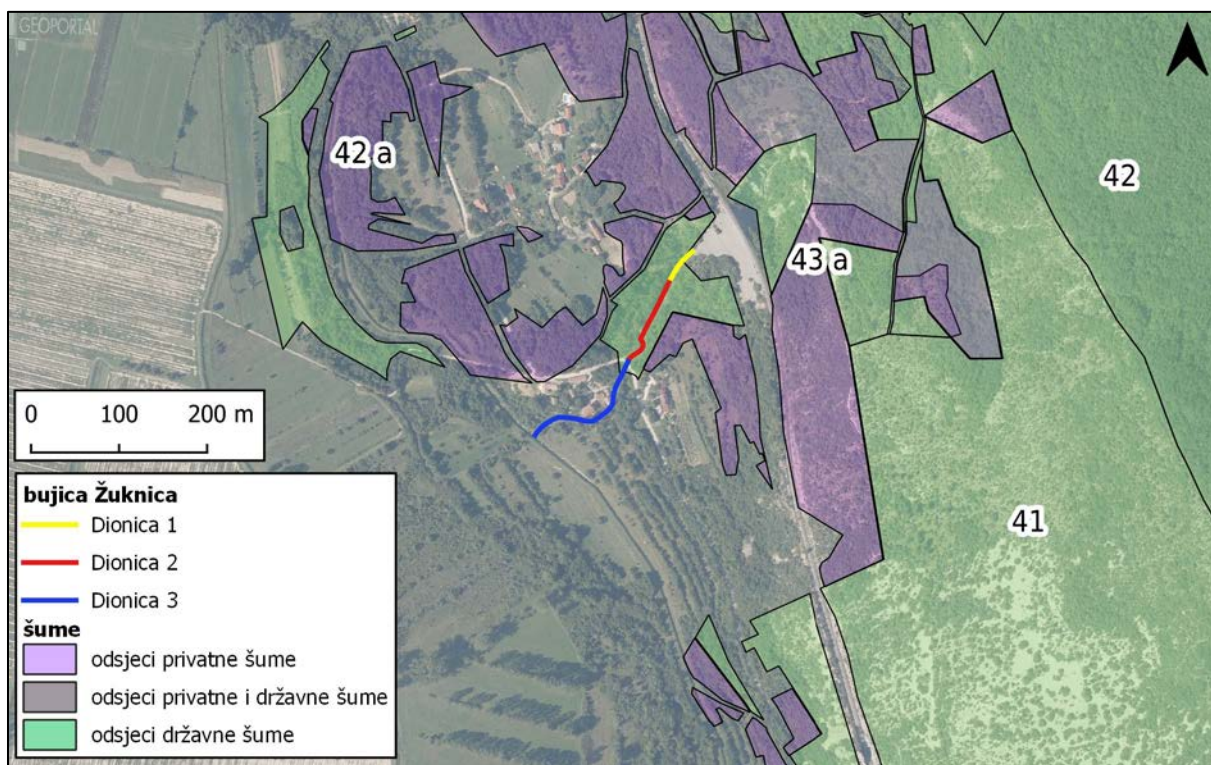 GEOPORTAL
42 a
42
43 a
41
0 100 200 m
bujica Žuknica
Dionica 1
Dionica 2
Dionica 3
šume
odsjeci privatne šume
odsjeci privatne i državne šume
odsjeci državne šume